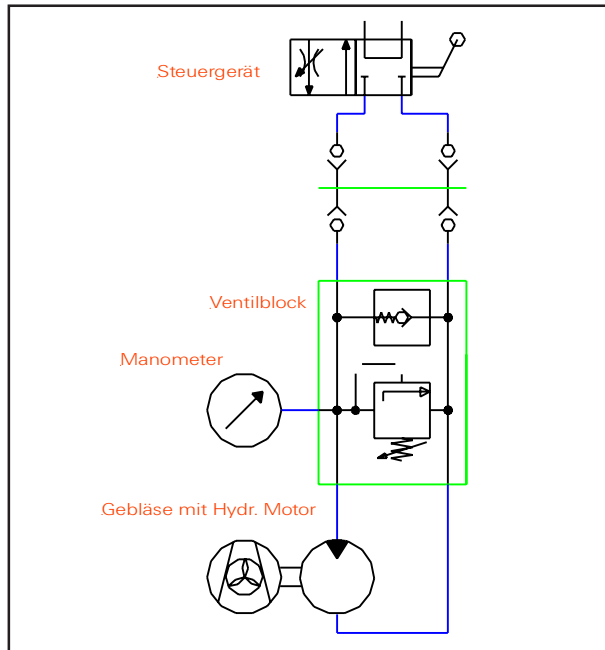 Steuergerät
Ventilblock
Manometer
Gebläse mit Hydr. Motor